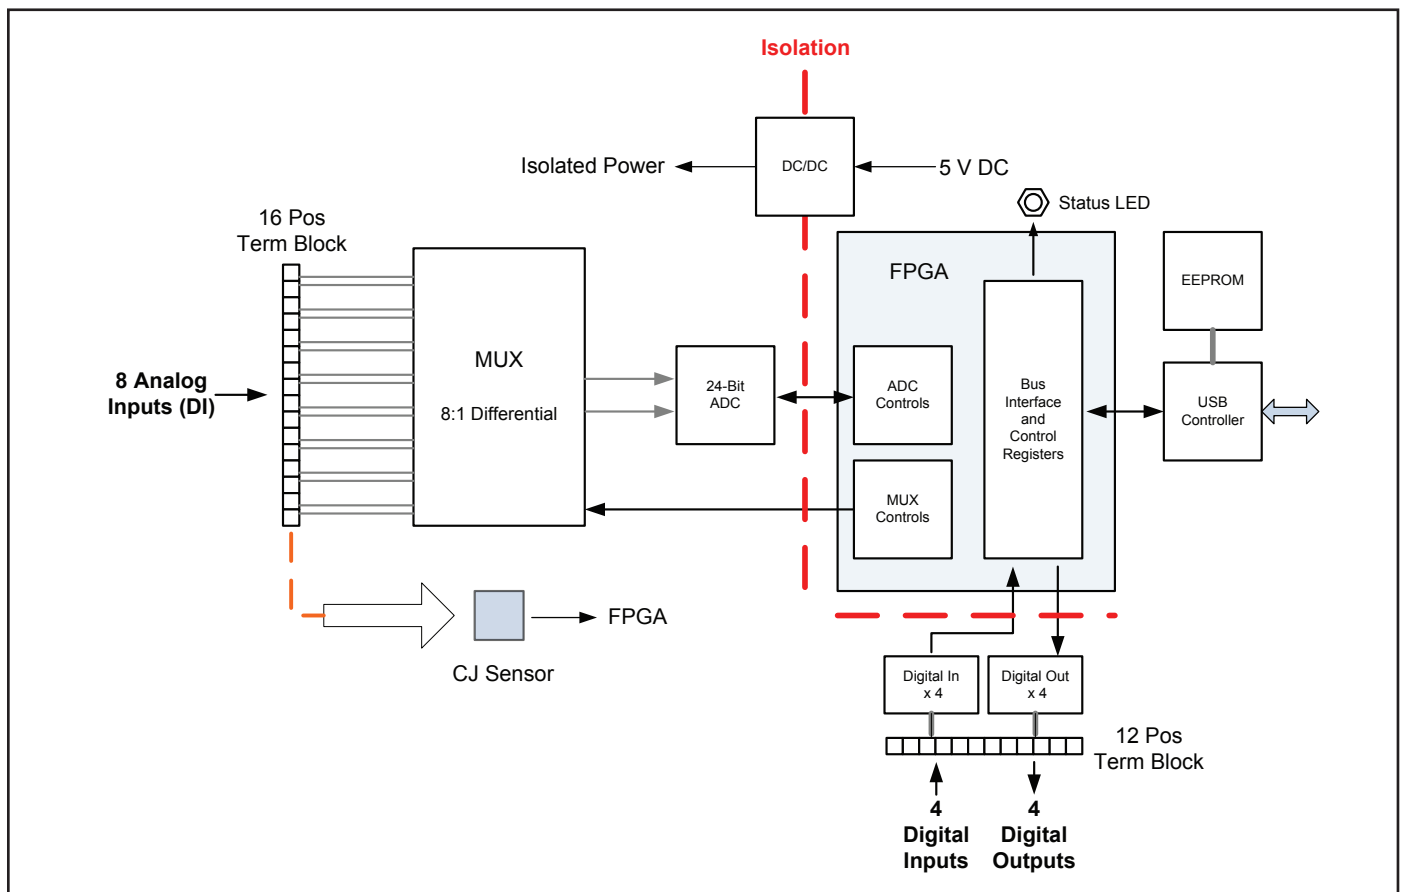 Isolation
Isolated Power
DC/DC
5 V DC
Status LED
16 Pos
Term Block
FPGA
EEPROM
8 Analog
Inputs (DI)
MUX
8:1 Differential
24-Bit
ADC
ADC
Controls
Bus
Interface
and
Control
Registers
USB
Controller
MUX
Controls
CJ Sensor
FPGA
Digital In
x 4
Digital Out
x 4
12 Pos
Term Block
4
Digital
Inputs
4
Digital
Outputs